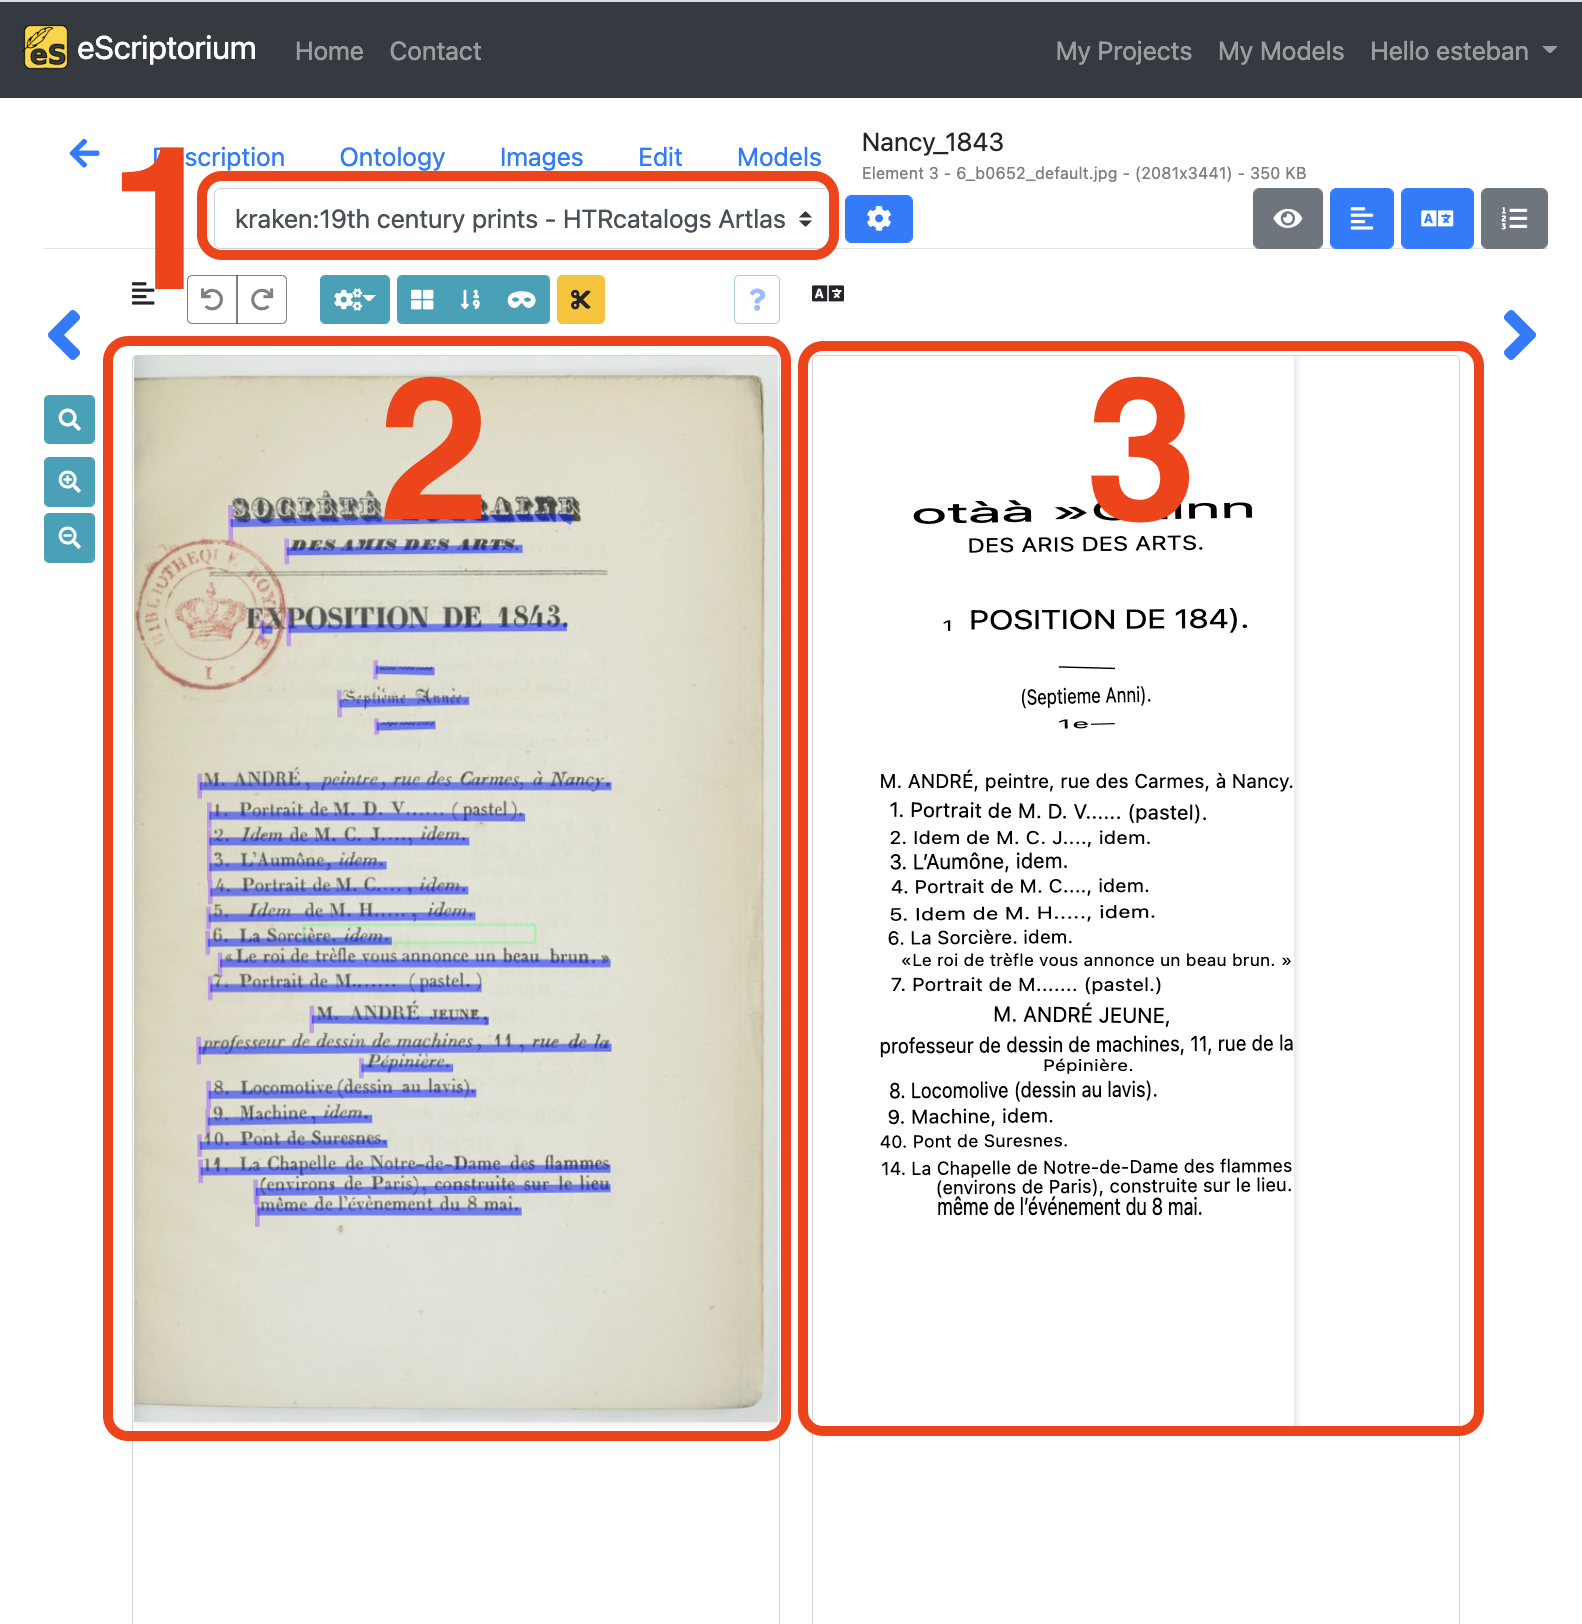 eS eScriptorium Home Contact My Projects My Models Hello esteban
scription Ontology Images Edit Models
Nancy_1843
Element 3 - 6_b0652_default.jpg - (2081x3441) - 350 KB
1
kraken:19th century prints - HTRcatalogs Artlas
?
2
SOCIÉTÉ
DES AMIS DES ARTS.
BIBLIOTHEQUE ROYALE
EXPOSITION DE 1843.
Septième Année.
M. ANDRÉ, peintre, rue des Carmes, à Nancy.
1. Portrait de M. D. V...... (pastel).
2. Idem de M. C. J...., idem.
3. L'Aumône, idem.
4. Portrait de M. C...., idem.
5. Idem de M. H....., idem.
6. La Sorcière. idem.
«Le roi de trèfle vous annonce un beau brun. »
7. Portrait de M....... (pastel.)
M. ANDRÉ JEUNE,
professeur de dessin de machines, 11, rue de la
Pépinière.
8. Locomotive (dessin au lavis).
9. Machine, idem.
10. Pont de Suresnes.
11. La Chapelle de Notre-de-Dame des flammes
(environs de Paris), construite sur le lieu
même de l'évènement du 8 mai.
3
otàà »
DES ARIS DES ARTS.
1 POSITION DE 184).
(Septieme Anni).
1e—
M. ANDRÉ, peintre, rue des Carmes, à Nancy.
1. Portrait de M. D. V...... (pastel).
2. Idem de M. C. J...., idem.
3. L'Aumône, idem.
4. Portrait de M. C...., idem.
5. Idem de M. H....., idem.
6. La Sorcière. idem.
«Le roi de trèfle vous annonce un beau brun. »
7. Portrait de M....... (pastel.)
M. ANDRÉ JEUNE,
professeur de dessin de machines, 11, rue de la
Pépinière.
8. Locomolive (dessin au lavis).
9. Machine, idem.
40. Pont de Suresnes.
14. La Chapelle de Notre-de-Dame des flammes
(environs de Paris), construite sur le lieu.
même de l'événement du 8 mai.